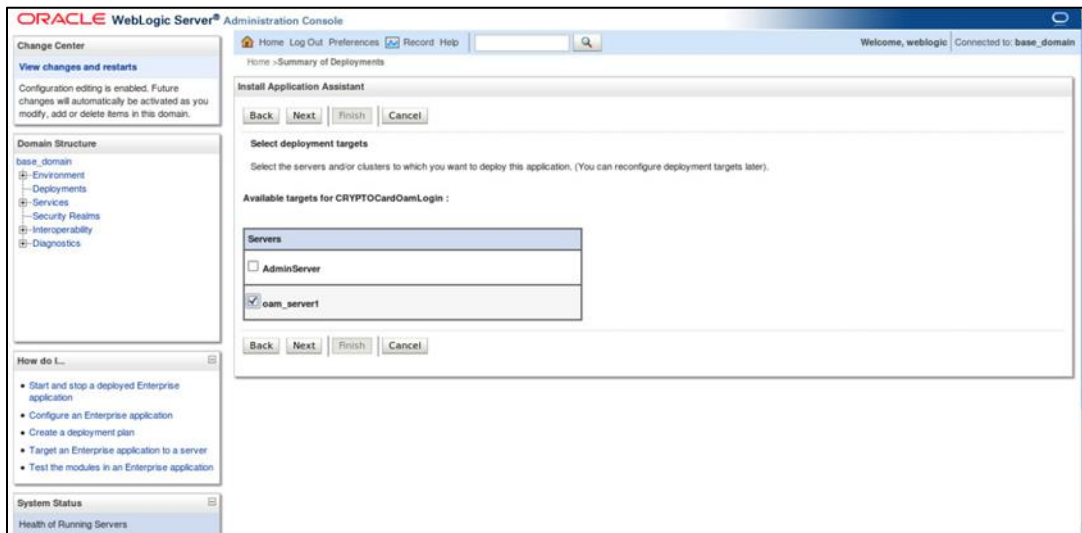 ORACLE WebLogic Server® Administration Console
Change Center
View changes and restarts
Configuration editing is enabled. Future
changes will automatically be activated as you
modify, add or delete items in this domain.
Domain Structure
base_domain
Environment
Deployments
Services
Security Realms
Interoperability
Diagnostics
How do I...
Start and stop a deployed Enterprise
application
Configure an Enterprise application
Create a deployment plan
Target an Enterprise application to a server
Test the modules in an Enterprise application
System Status
Health of Running Servers
Home Log Out Preferences Record Help
Welcome, weblogic Connected to: base_domain
Home >Summary of Deployments
Install Application Assistant
Back Next Finish Cancel
Select deployment targets
Select the servers and/or clusters to which you want to deploy this application. (You can reconfigure deployment targets later).
Available targets for CRYPTOCardOamLogin :
Servers
AdminServer
oam_server1
Back Next Finish Cancel